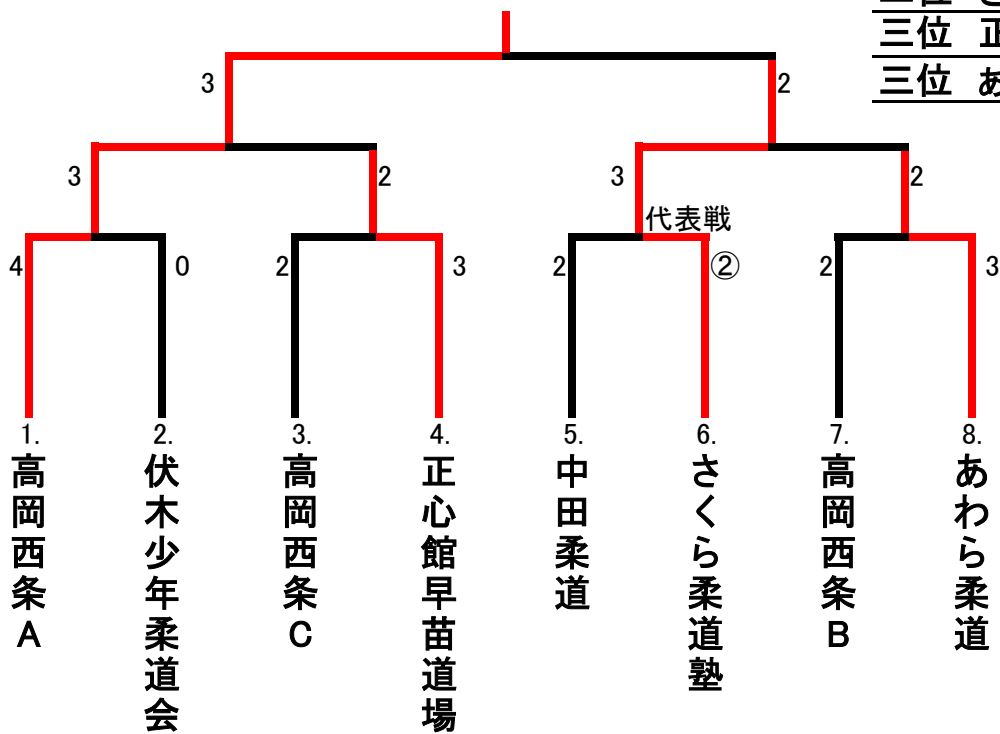 三位 正
三位 あ
3
2
3
2
3
2
代表戦
4
0
2
3
2
②
2
3
1.
高岡西条A
2.
伏木少年柔道会
3.
高岡西条C
4.
正心館早苗道場
5.
中田柔道
6.
さくら柔道塾
7.
高岡西条B
8.
あわら柔道